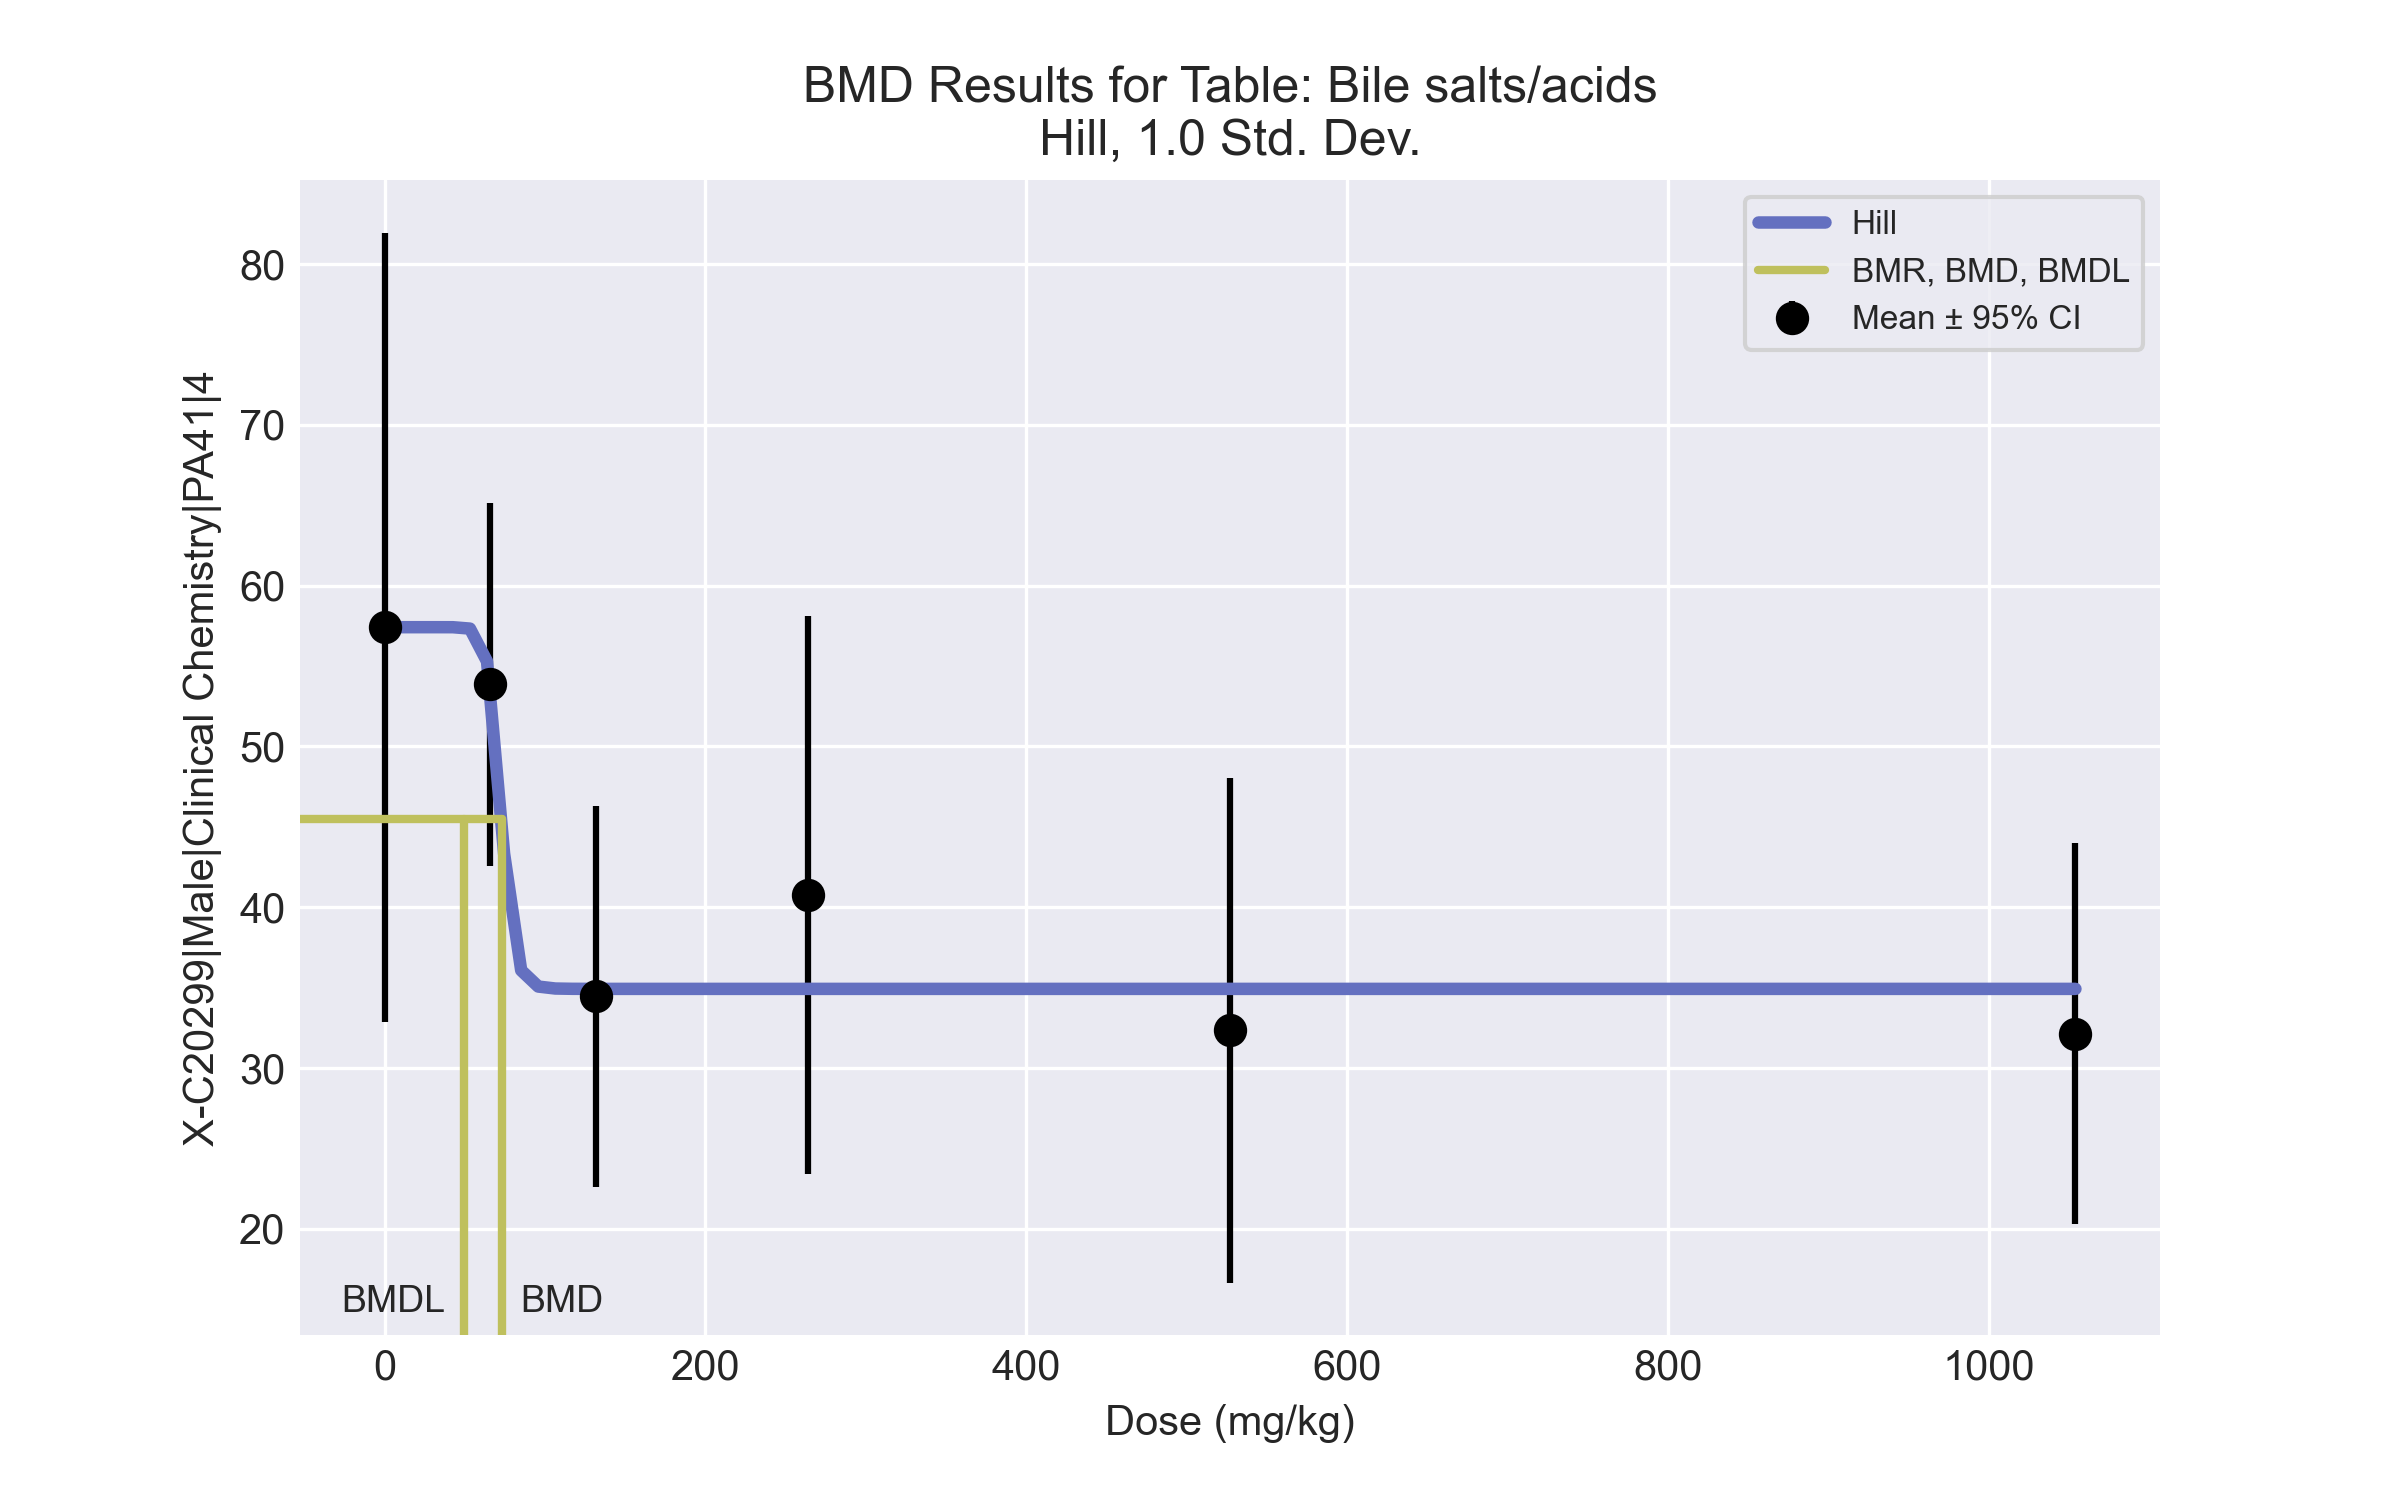 BMD Results for Table: Bile salts/acids
Hill, 1.0 Std. Dev.
Hill
BMR, BMD, BMDL
Mean ± 95% CI
X-C20299|Male|Clinical Chemistry|PA41|4
80
70
60
50
40
30
20
BMDL
BMD
0
200
400
600
800
1000
Dose (mg/kg)